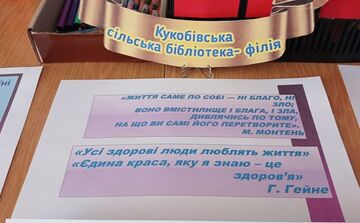 Кукобівська
сільська бібліотека- філія
«ЖИТТЯ САМЕ ПО СОБІ — НІ БЛАГО, НІ
ЗЛО;
ВОНО ВМІСТИЛИЩЕ І БЛАГА, І ЗЛА,
ДИВЛЯЧИСЬ ПО ТОМУ,
НА ЩО ВИ САМІ ЙОГО ПЕРЕТВОРИТЕ».
М. МОНТЕНЬ
«Усі здорові люди люблять життя»
«Єдина краса, яку я знаю – це
здоров'я»
Г. Гейне